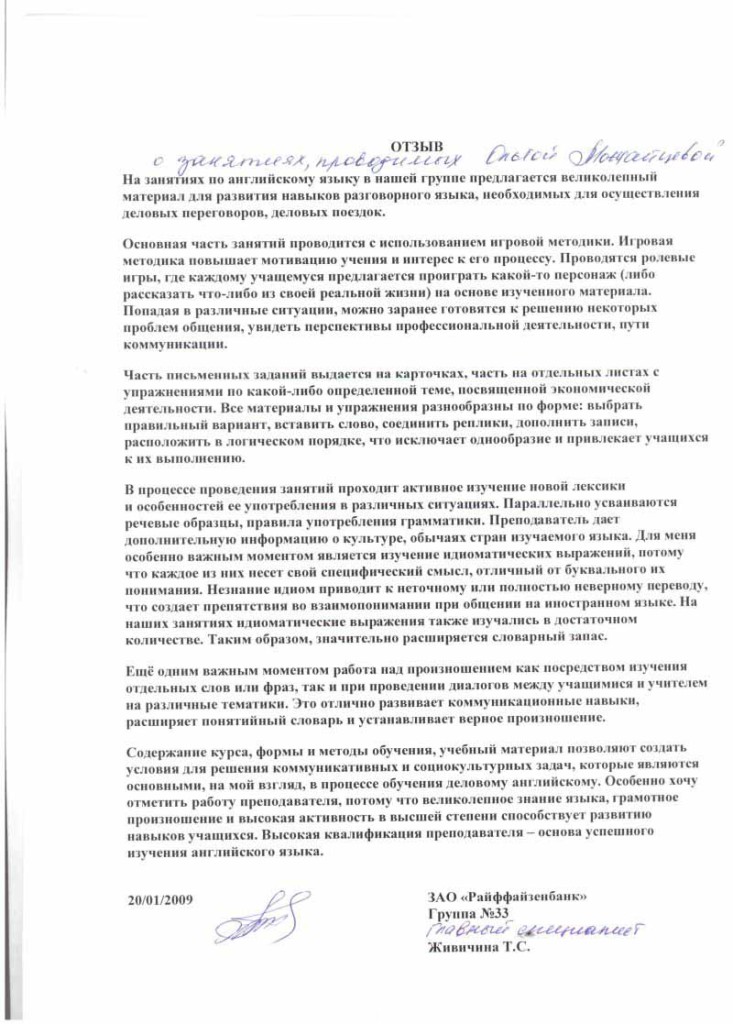 ОТЗЫВ
о занятиях, проводимых Ольгой
На занятиях по английскому языку в нашей группе предлагается великолепный
материал для развития навыков разговорного языка, необходимых для осуществления
деловых переговоров, деловых поездок.
Основная часть занятий проводится с использованием игровой методики. Игровая
методика повышает мотивацию учения и интерес к его процессу. Проводятся ролевые
игры, где каждому учащемуся предлагается проиграть какой-то персонаж (либо
рассказать что-либо из своей реальной жизни) на основе изученного материала.
Попадая в различные ситуации, можно заранее готовятся к решению некоторых
проблем общения, увидеть перспективы профессиональной деятельности, пути
коммуникации.
Часть письменных заданий выдается на карточках, часть на отдельных листах с
упражнениями по какой-либо определенной теме, посвященной экономической
деятельности. Все материалы и упражнения разнообразны по форме: выбрать
правильный вариант, вставить слово, соединить реплики, дополнить записи,
расположить в логическом порядке, что исключает однообразие и привлекает учащихся
к их выполнению.
В процессе проведения занятий проходит активное изучение новой лексики
и особенностей ее употребления в различных ситуациях. Параллельно усваиваются
речевые образцы, правила употребления грамматики. Преподаватель дает
дополнительную информацию о культуре, обычаях стран изучаемого языка. Для меня
особенно важным моментом является изучение идиоматических выражений, потому
что каждое из них несет свой специфический смысл, отличный от буквального их
понимания. Незнание идиом приводит к неточному или полностью неверному переводу,
что создает препятствия во взаимопонимании при общении на иностранном языке. На
наших занятиях идиоматические выражения также изучались в достаточном
количестве. Таким образом, значительно расширяется словарный запас.
Ещё одним важным моментом работа над произношением как посредством изучения
отдельных слов или фраз, так и при проведении диалогов между учащимися и учителем
на различные тематики. Это отлично развивает коммуникационные навыки,
расширяет понятийный словарь и устанавливает верное произношение.
Содержание курса, формы и методы обучения, учебный материал позволяют создать
условия для решения коммуникативных и социокультурных задач, которые являются
основными, на мой взгляд, в процессе обучения деловому английскому. Особенно хочу
отметить работу преподавателя, потому что великолепное знание языка, грамотное
произношение и высокая активность в высшей степени способствует развитию
навыков учащихся. Высокая квалификация преподавателя – основа успешного
изучения английского языка.
20/01/2009
ЗАО «Райффайзенбанк»
Группа №33
Главный специалист
Живичина Т.С.